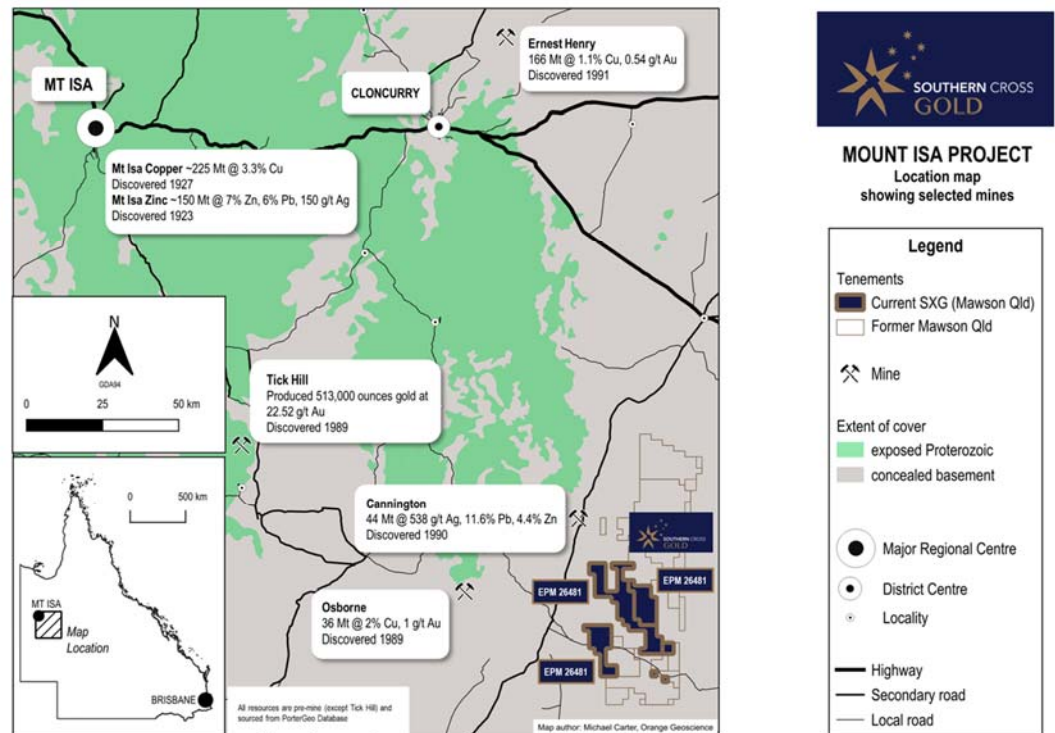 MT ISA
CLONCURRY
Ernest Henry
166 Mt @ 1.1% Cu, 0.54 g/t Au
Discovered 1991
Mt Isa Copper ~225 Mt @ 3.3% Cu
Discovered 1927
Mt Isa Zinc ~150 Mt @ 7% Zn, 6% Pb, 150 g/t Ag
Discovered 1923
N
GDA94
0 25 50 km
Tick Hill
Produced 513,000 ounces gold at
22.52 g/t Au
Discovered 1989
Cannington
44 Mt @ 538 g/t Ag, 11.6% Pb, 4.4% Zn
Discovered 1990
Osborne
36 Mt @ 2% Cu, 1 g/t Au
Discovered 1989
0 500 km
MT ISA
Map
Location
BRISBANE
All resources are pre-mine (except Tick Hill) and
sourced from PorterGeo Database
SOUTHERN CROSS
GOLD
EPM 26481
EPM 26481
EPM 26481
Map author: Michael Carter, Orange Geoscience
SOUTHERN CROSS
GOLD
MOUNT ISA PROJECT
Location map
showing selected mines
Legend
Tenements
Current SXG (Mawson Qld)
Former Mawson Qld
Mine
Extent of cover
exposed Proterozoic
concealed basement
Major Regional Centre
District Centre
Locality
Highway
Secondary road
Local road